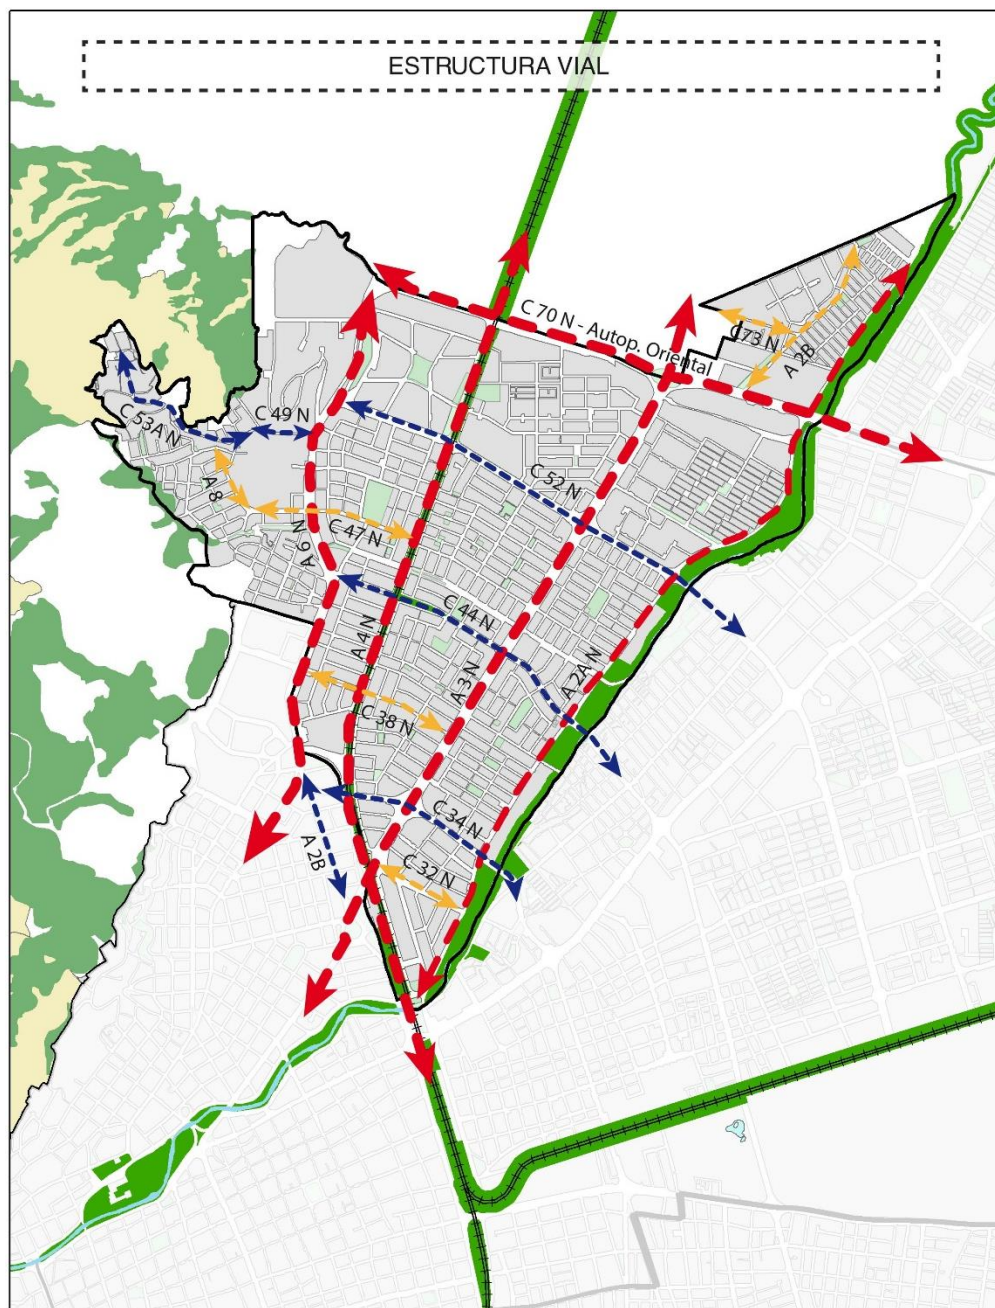 ESTRUCTURA VIAL
C 70 N - Autop. Oriental
C73 N
A 2B
C 53A N
C 49 N
A 8
C 47 N
A 6 N
C 52 N
C 44 N
A 4 N
A 3 N
A 2A N
C 38 N
C 34 N
A 2B
C 32 N